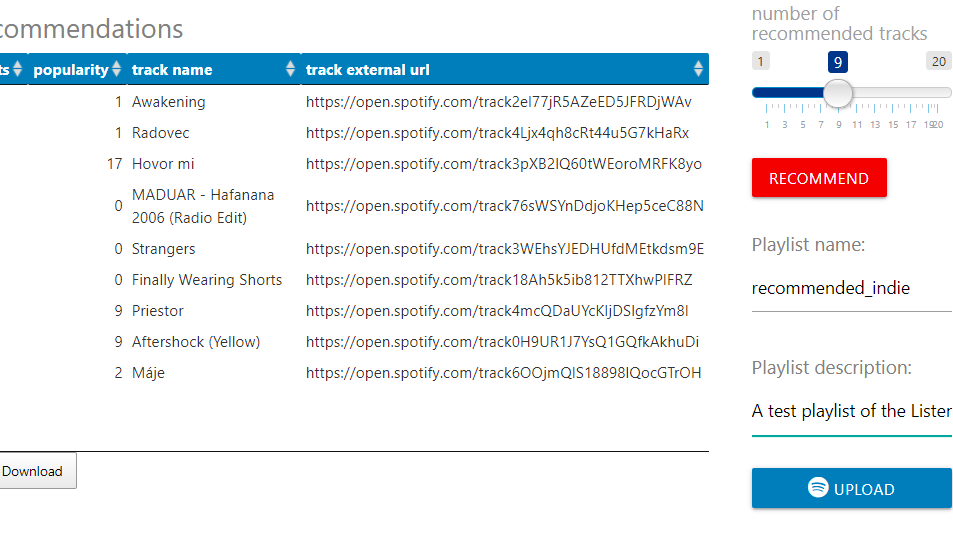 commendations
ts popularity track name track external url
1 Awakening https://open.spotify.com/track2eI77jR5AZeED5JFRDjWAv
1 Radovec https://open.spotify.com/track4Ljx4qh8cRt44u5G7kHaRx
17 Hovor mi https://open.spotify.com/track3pXB2IQ60tWEoroMRFK8yo
0 MADUAR - Hafanana
2006 (Radio Edit) https://open.spotify.com/track76sWSYnDdjoKHep5ceC88N
0 Strangers https://open.spotify.com/track3WEhsYJEDHUfdMEtkdsm9E
0 Finally Wearing Shorts https://open.spotify.com/track18Ah5k5ib812TTXhwPlFRZ
9 Priestor https://open.spotify.com/track4mcQDaUYcKIjDSIgfzYm8I
9 Aftershock (Yellow) https://open.spotify.com/track0H9UR1J7YsQ1GQfkAkhuDi
2 Máje https://open.spotify.com/track6OOjmQIS18898IQocGTrOH
Download
number of
recommended tracks
1 9 20
1 3 5 7 9 11 13 15 17 19 20
RECOMMEND
Playlist name:
recommended_indie
Playlist description:
A test playlist of the Lister
UPLOAD